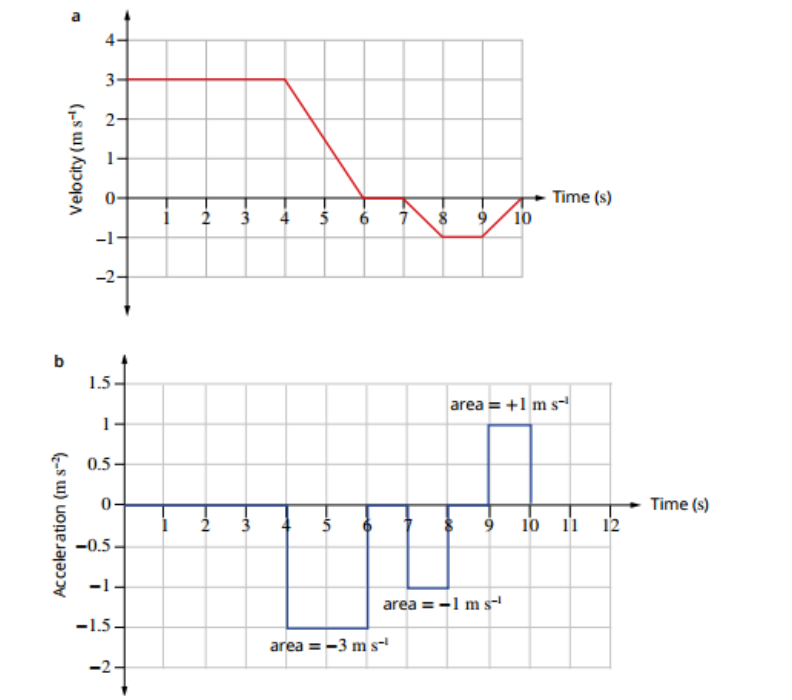 a
4
3
2
1
0
−1
−2
Velocity (m s⁻¹)
1 2 3 4 5 6 7 8 9 10
Time (s)
b
1.5
1
0.5
0
−0.5
−1
−1.5
−2
Acceleration (m s⁻²)
area = +1 m s⁻¹
1 2 3 4 5 6 7 8 9 10 11 12
Time (s)
area = −1 m s⁻¹
area = −3 m s⁻¹